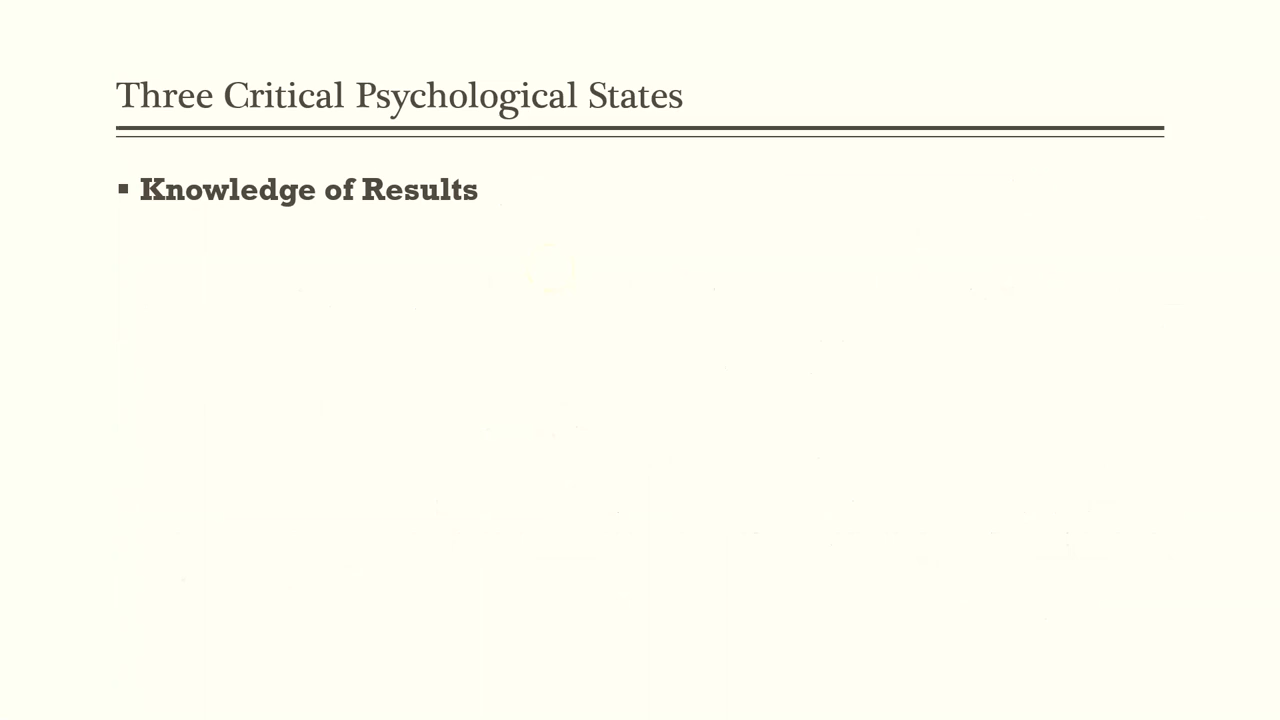 Three Critical Psychological States
▪ Knowledge of Results